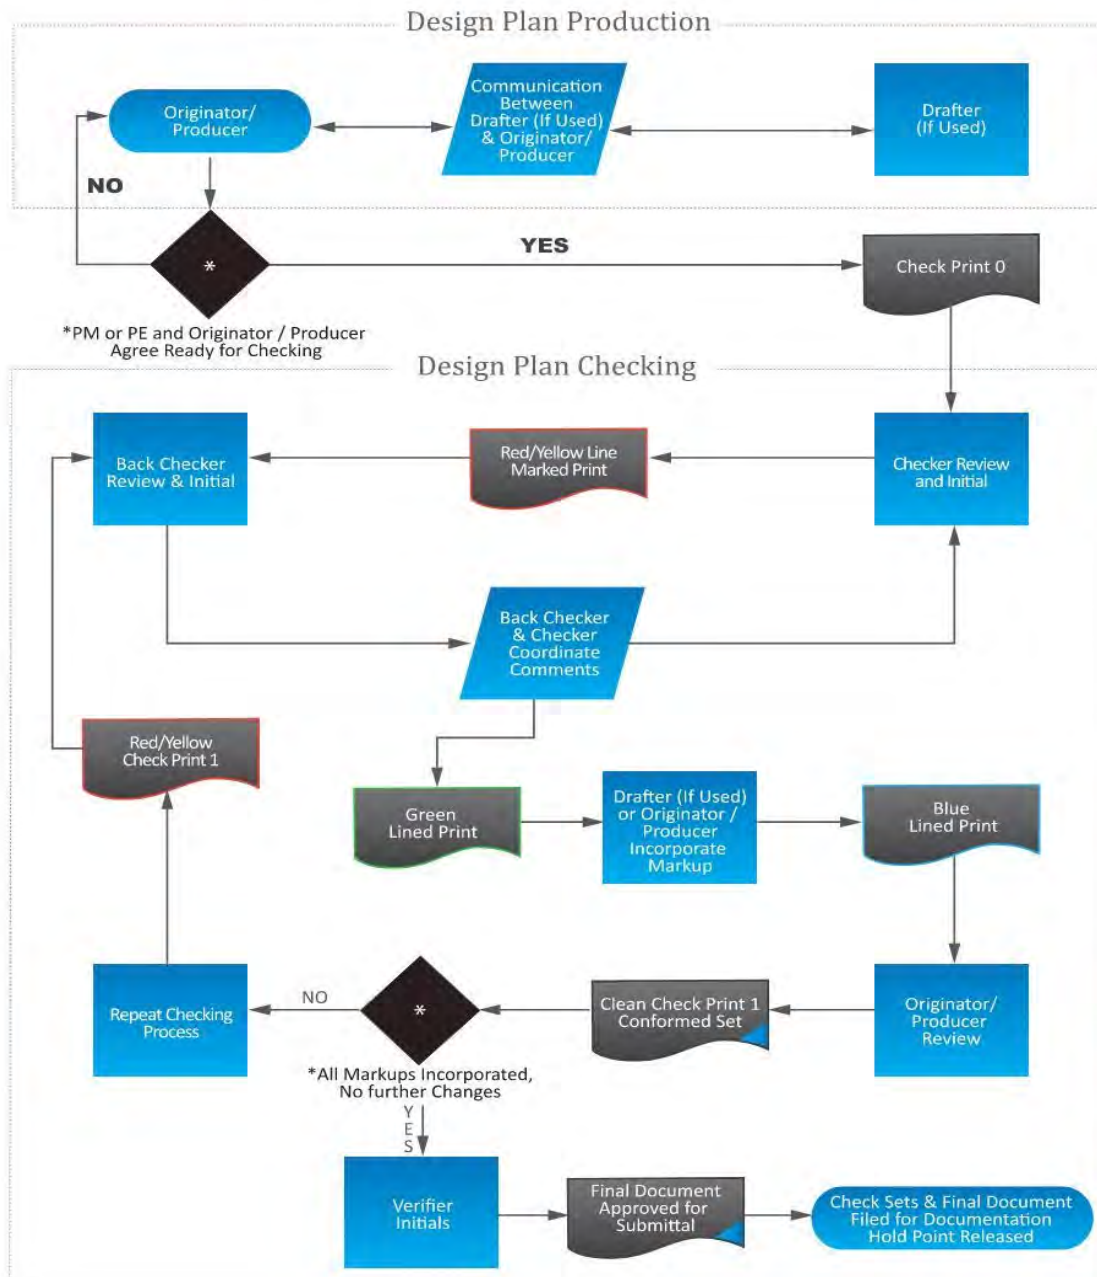 Design Plan Production
Originator/
Producer
Communication
Between
Drafter (If Used)
& Originator/
Producer
Drafter
(If Used)
NO
*
YES
Check Print 0
*PM or PE and Originator / Producer
Agree Ready for Checking
Design Plan Checking
Back Checker
Review & Initial
Red/Yellow Line
Marked Print
Checker Review
and Initial
Back Checker
& Checker
Coordinate
Comments
Red/Yellow
Check Print 1
Green
Lined Print
Drafter (If Used)
or Originator /
Producer
Incorporate
Markup
Blue
Lined Print
Repeat Checking
Process
NO
*
Clean Check Print 1
Conformed Set
Originator/
Producer
Review
*All Markups Incorporated,
No further Changes
YES
Verifier
Initials
Final Document
Approved for
Submittal
Check Sets & Final Document
Filed for Documentation
Hold Point Released